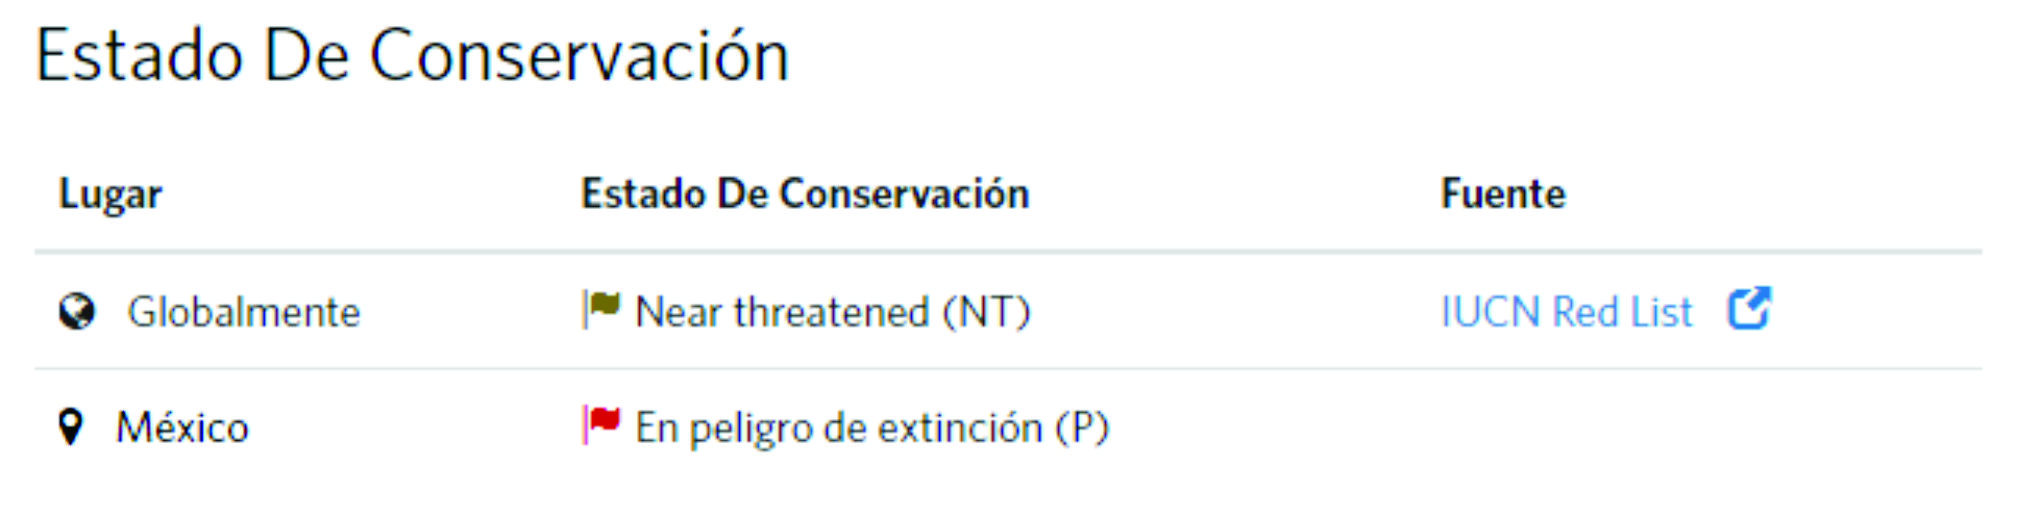 Estado De Conservación
Lugar Estado De Conservación Fuente
Globalmente Near threatened (NT) IUCN Red List
México En peligro de extinción (P)